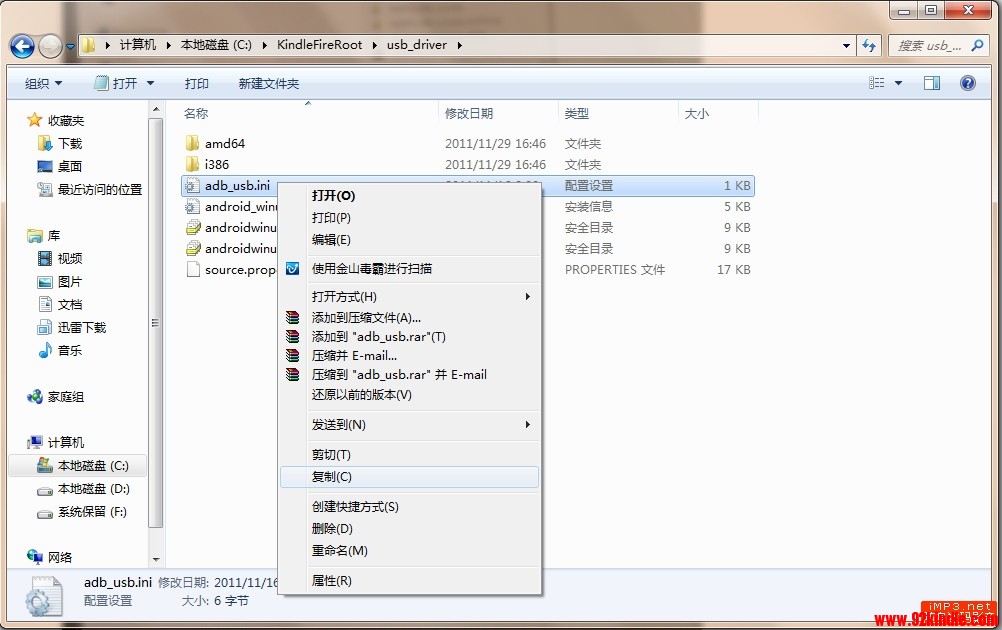 计算机 本地磁盘 (C:) KindleFireRoot usb_driver
搜索 usb_...
组织 打开 打印 新建文件夹
名称 修改日期 类型 大小
收藏夹
下载
桌面
最近访问的位置
库
视频
图片
文档
迅雷下载
音乐
家庭组
计算机
本地磁盘 (C:)
本地磁盘 (D:)
系统保留 (F:)
网络
amd64 2011/11/29 16:46 文件夹
i386 2011/11/29 16:46 文件夹
adb_usb.ini 配置设置 1 KB
android_winu 安装信息 5 KB
androidwinu 安全目录 9 KB
androidwinu 安全目录 9 KB
source.prope PROPERTIES 文件 17 KB
打开(O)
打印(P)
编辑(E)
使用金山毒霸进行扫描
打开方式(H)
添加到压缩文件(A)...
添加到 "adb_usb.rar"(T)
压缩并 E-mail...
压缩到 "adb_usb.rar" 并 E-mail
还原以前的版本(V)
发送到(N)
剪切(T)
复制(C)
创建快捷方式(S)
删除(D)
重命名(M)
属性(R)
adb_usb.ini 修改日期: 2011/11/16
配置设置 大小: 6 字节
iMP3.net
www.92kindle.com